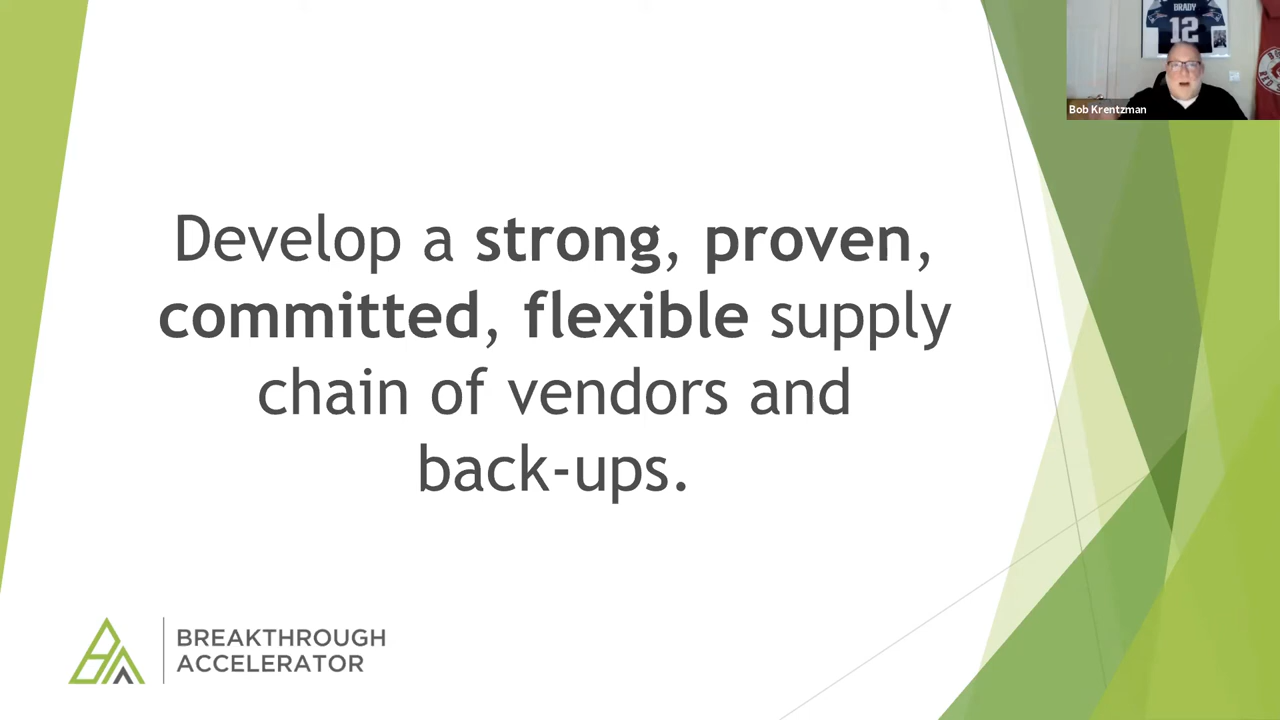 BRADY
12
Bob Krentzman
Develop a strong, proven,
committed, flexible supply
chain of vendors and
back-ups.
BREAKTHROUGH
ACCELERATOR